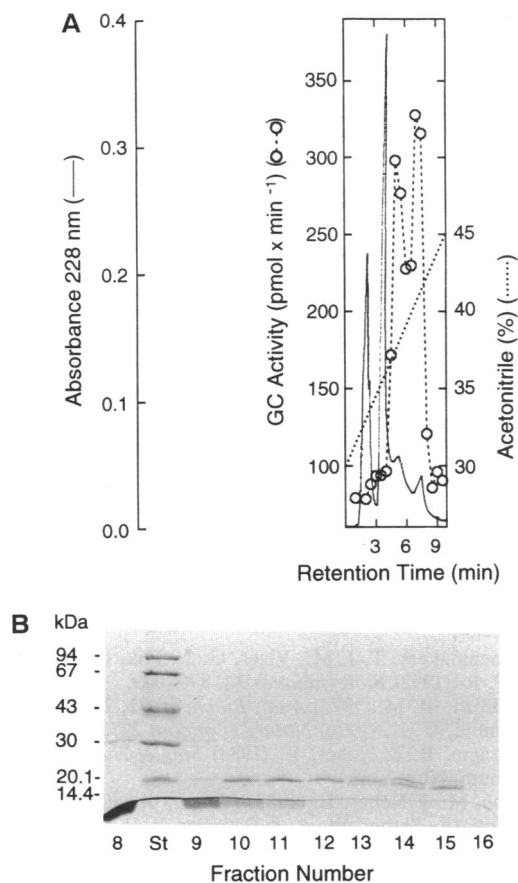 A
0.4
0.3
0.2
0.1
0.0
Absorbance 228 nm (——)
GC Activity (pmol x min⁻¹) (O---O)
350
300
250
200
150
100
45
40
35
30
Acetonitrile (%) (......)
3 6 9
Retention Time (min)
B kDa
94 -
67 -
43 -
30 -
20.1-
14.4-
8 St 9 10 11 12 13 14 15 16
Fraction Number